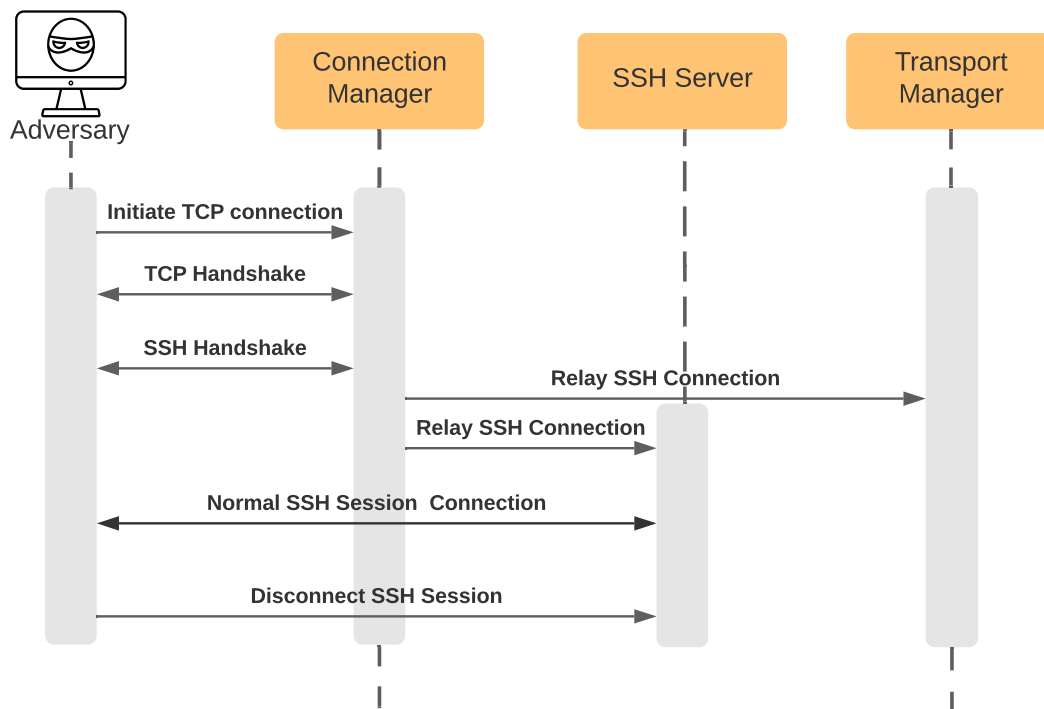 Adversary
Connection
Manager
SSH Server
Transport
Manager
Initiate TCP connection
TCP Handshake
SSH Handshake
Relay SSH Connection
Relay SSH Connection
Normal SSH Session  Connection
Disconnect SSH Session